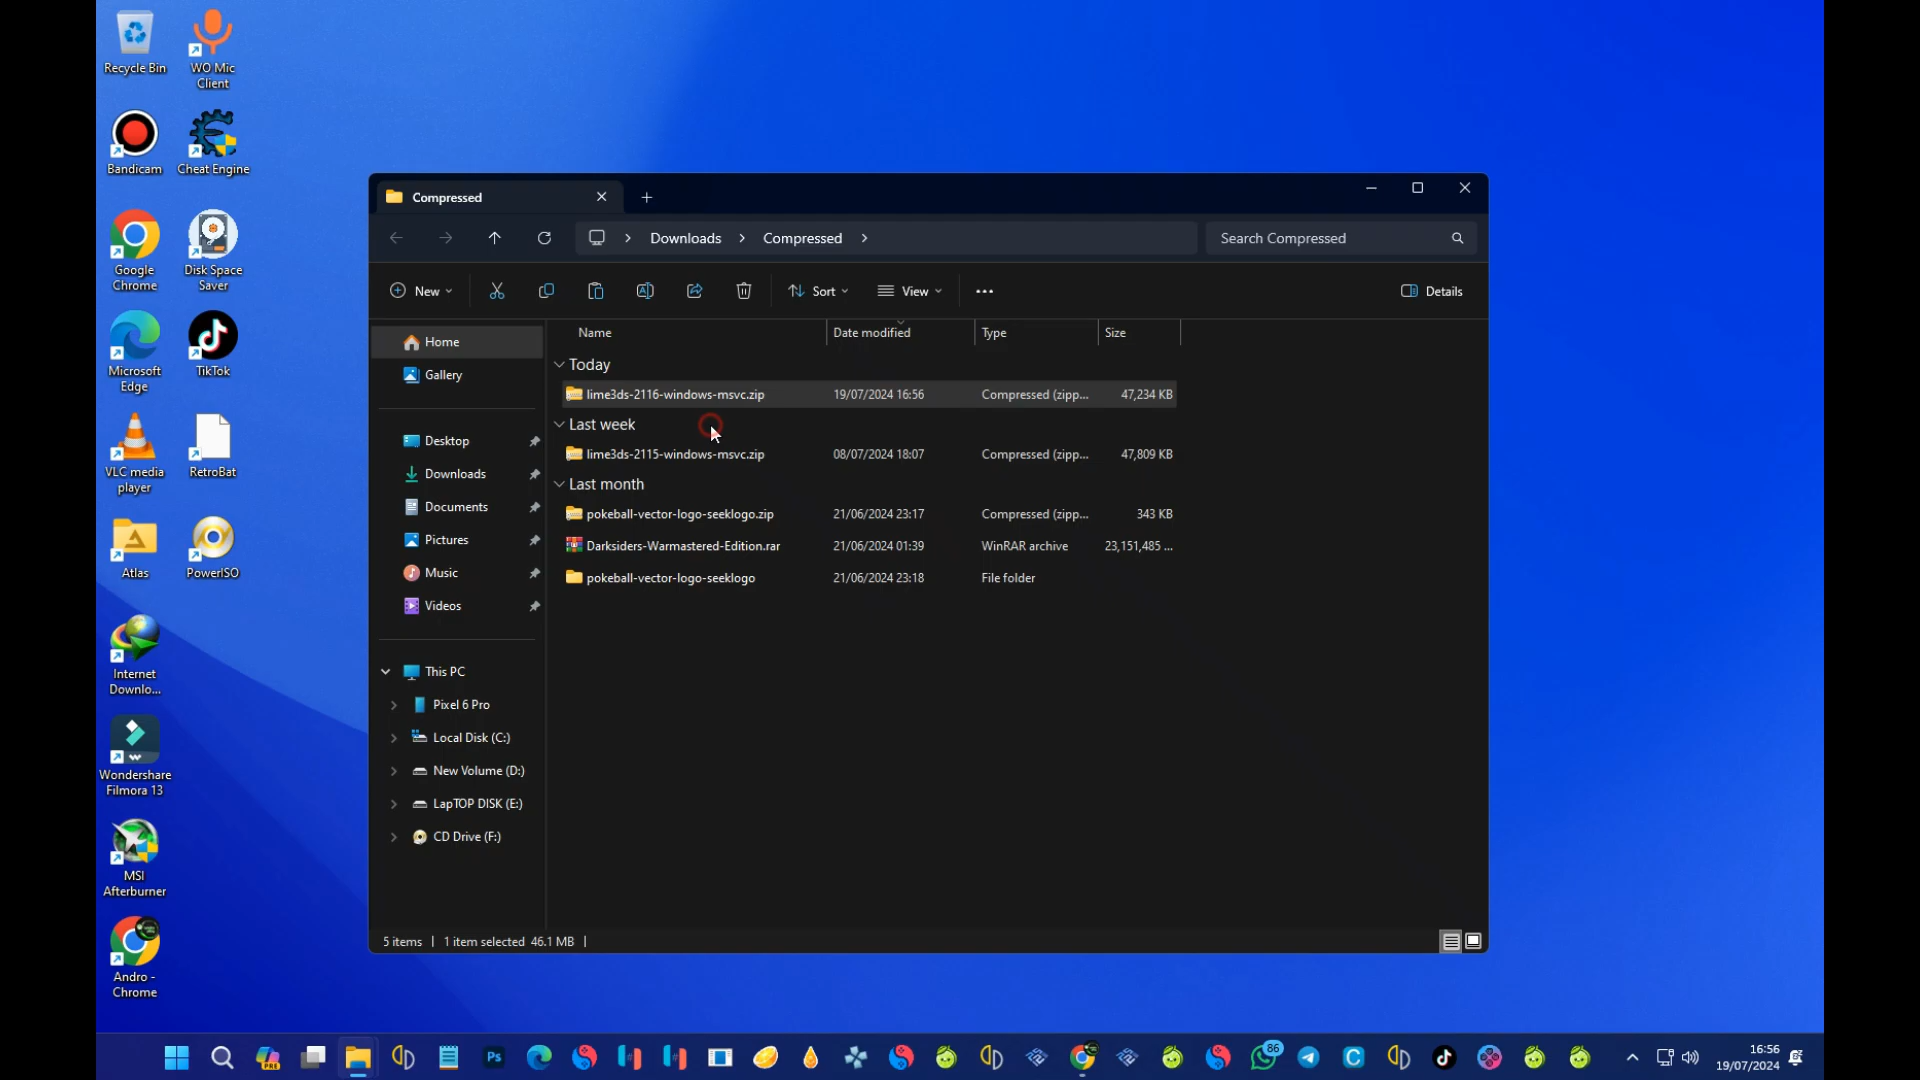 Recycle Bin
WO Mic
Client
Bandicam
Cheat Engine
Google
Chrome
Disk Space
Saver
Microsoft
Edge
TikTok
VLC media
player
RetroBat
Atlas
PowerISO
Internet
Downlo...
Wondershare
Filmora 13
MSI
Afterburner
Andro -
Chrome
Compressed
Downloads > Compressed >
Search Compressed
New
Sort
View
Details
Home
Gallery
Desktop
Downloads
Documents
Pictures
Music
Videos
This PC
Pixel 6 Pro
Local Disk (C:)
New Volume (D:)
LapTOP DISK (E:)
CD Drive (F:)
Name Date modified Type Size
Today
lime3ds-2116-windows-msvc.zip 19/07/2024 16:56 Compressed (zipp... 47,234 KB
Last week
lime3ds-2115-windows-msvc.zip 08/07/2024 18:07 Compressed (zipp... 47,809 KB
Last month
pokeball-vector-logo-seeklogo.zip 21/06/2024 23:17 Compressed (zipp... 343 KB
Darksiders-Warmastered-Edition.rar 21/06/2024 01:39 WinRAR archive 23,151,485 ...
pokeball-vector-logo-seeklogo 21/06/2024 23:18 File folder
5 items | 1 item selected 46.1 MB |
PRE
Ps
86
C
16:56
19/07/2024